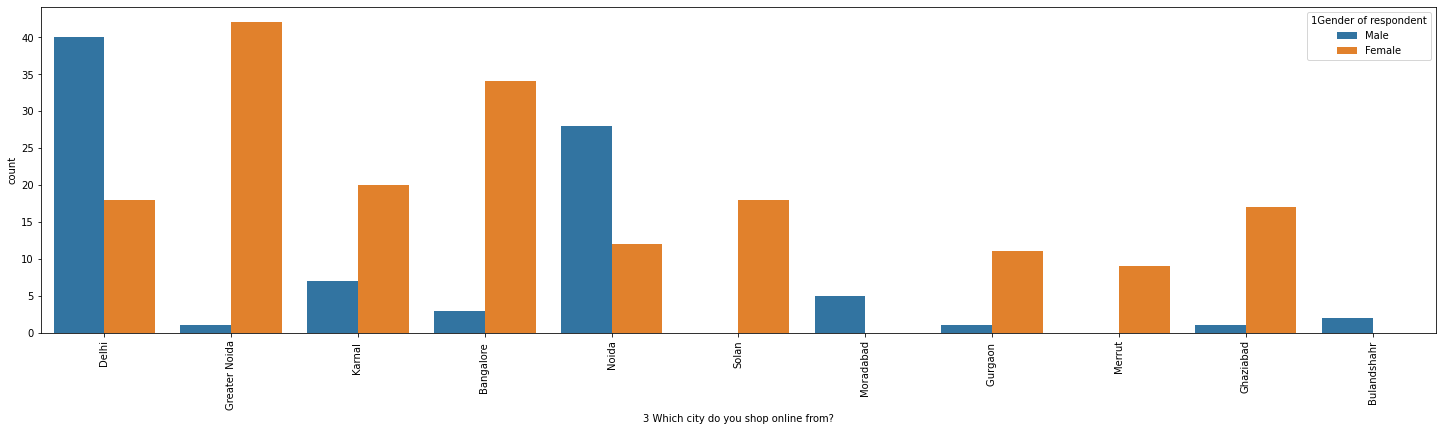 1Gender of respondent
Male
Female
count
40
35
30
25
20
15
10
5
0
Delhi
Greater Noida
Karnal
Bangalore
Noida
Solan
Moradabad
Gurgaon
Merrut
Ghaziabad
Bulandshahr
3 Which city do you shop online from?